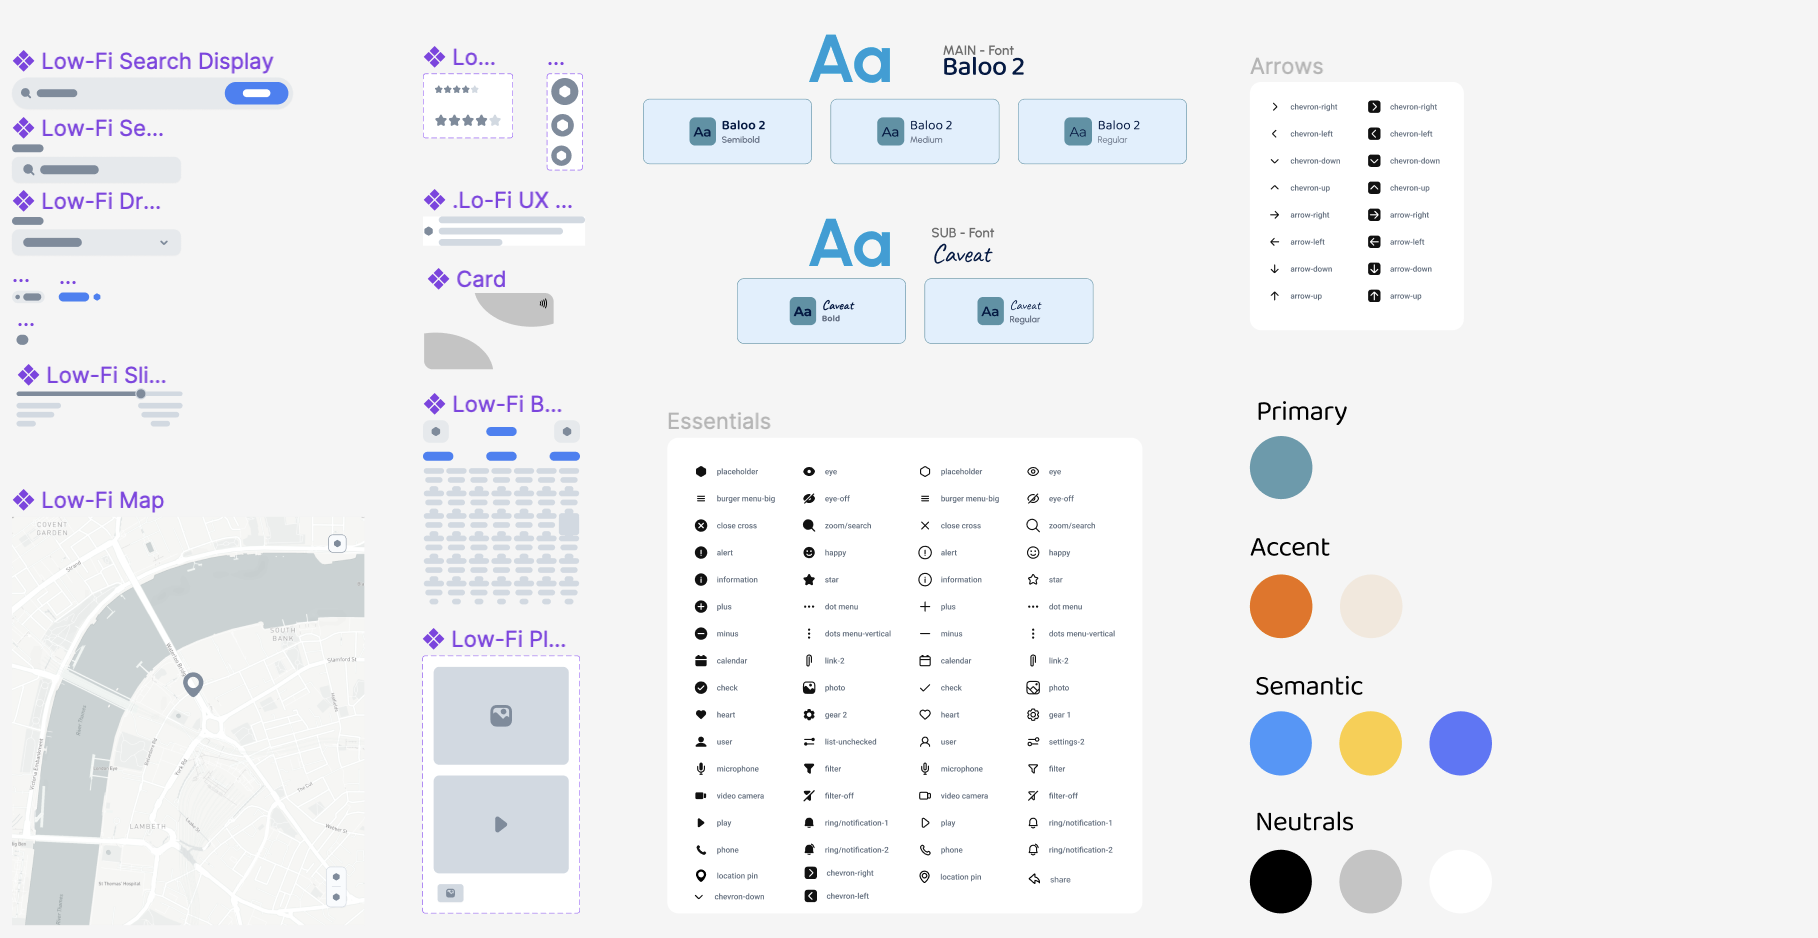 Low-Fi Search Display
Low-Fi Se...
Low-Fi Dr...
...
...
...
Low-Fi Sli...
Low-Fi Map
COVENT
GARDEN
Strand
SOUTH
BANK
Stamford St
York Rd
The Cut
LAMBETH
St Thomas' Hospital
Lo...
...
.Lo-Fi UX ...
Card
Low-Fi B...
Low-Fi Pl...
Aa
MAIN - Font
Baloo 2
Aa
Baloo 2
Semibold
Aa
Baloo 2
Medium
Aa
Baloo 2
Regular
Aa
SUB - Font
Caveat
Aa
Caveat
Bold
Aa
Caveat
Regular
Essentials
placeholder
eye
placeholder
eye
burger menu-big
eye-off
burger menu-big
eye-off
close cross
zoom/search
close cross
zoom/search
alert
happy
alert
happy
information
star
information
star
plus
dot menu
plus
dot menu
minus
dots menu-vertical
minus
dots menu-vertical
calendar
link-2
calendar
link-2
check
photo
check
photo
heart
gear 2
heart
gear 1
user
list-unchecked
user
settings-2
microphone
filter
microphone
filter
video camera
filter-off
video camera
filter-off
play
ring/notification-1
play
ring/notification-1
phone
ring/notification-2
phone
ring/notification-2
location pin
chevron-right
location pin
share
chevron-down
chevron-left
Arrows
chevron-right
chevron-right
chevron-left
chevron-left
chevron-down
chevron-down
chevron-up
chevron-up
arrow-right
arrow-right
arrow-left
arrow-left
arrow-down
arrow-down
arrow-up
arrow-up
Primary
Accent
Semantic
Neutrals